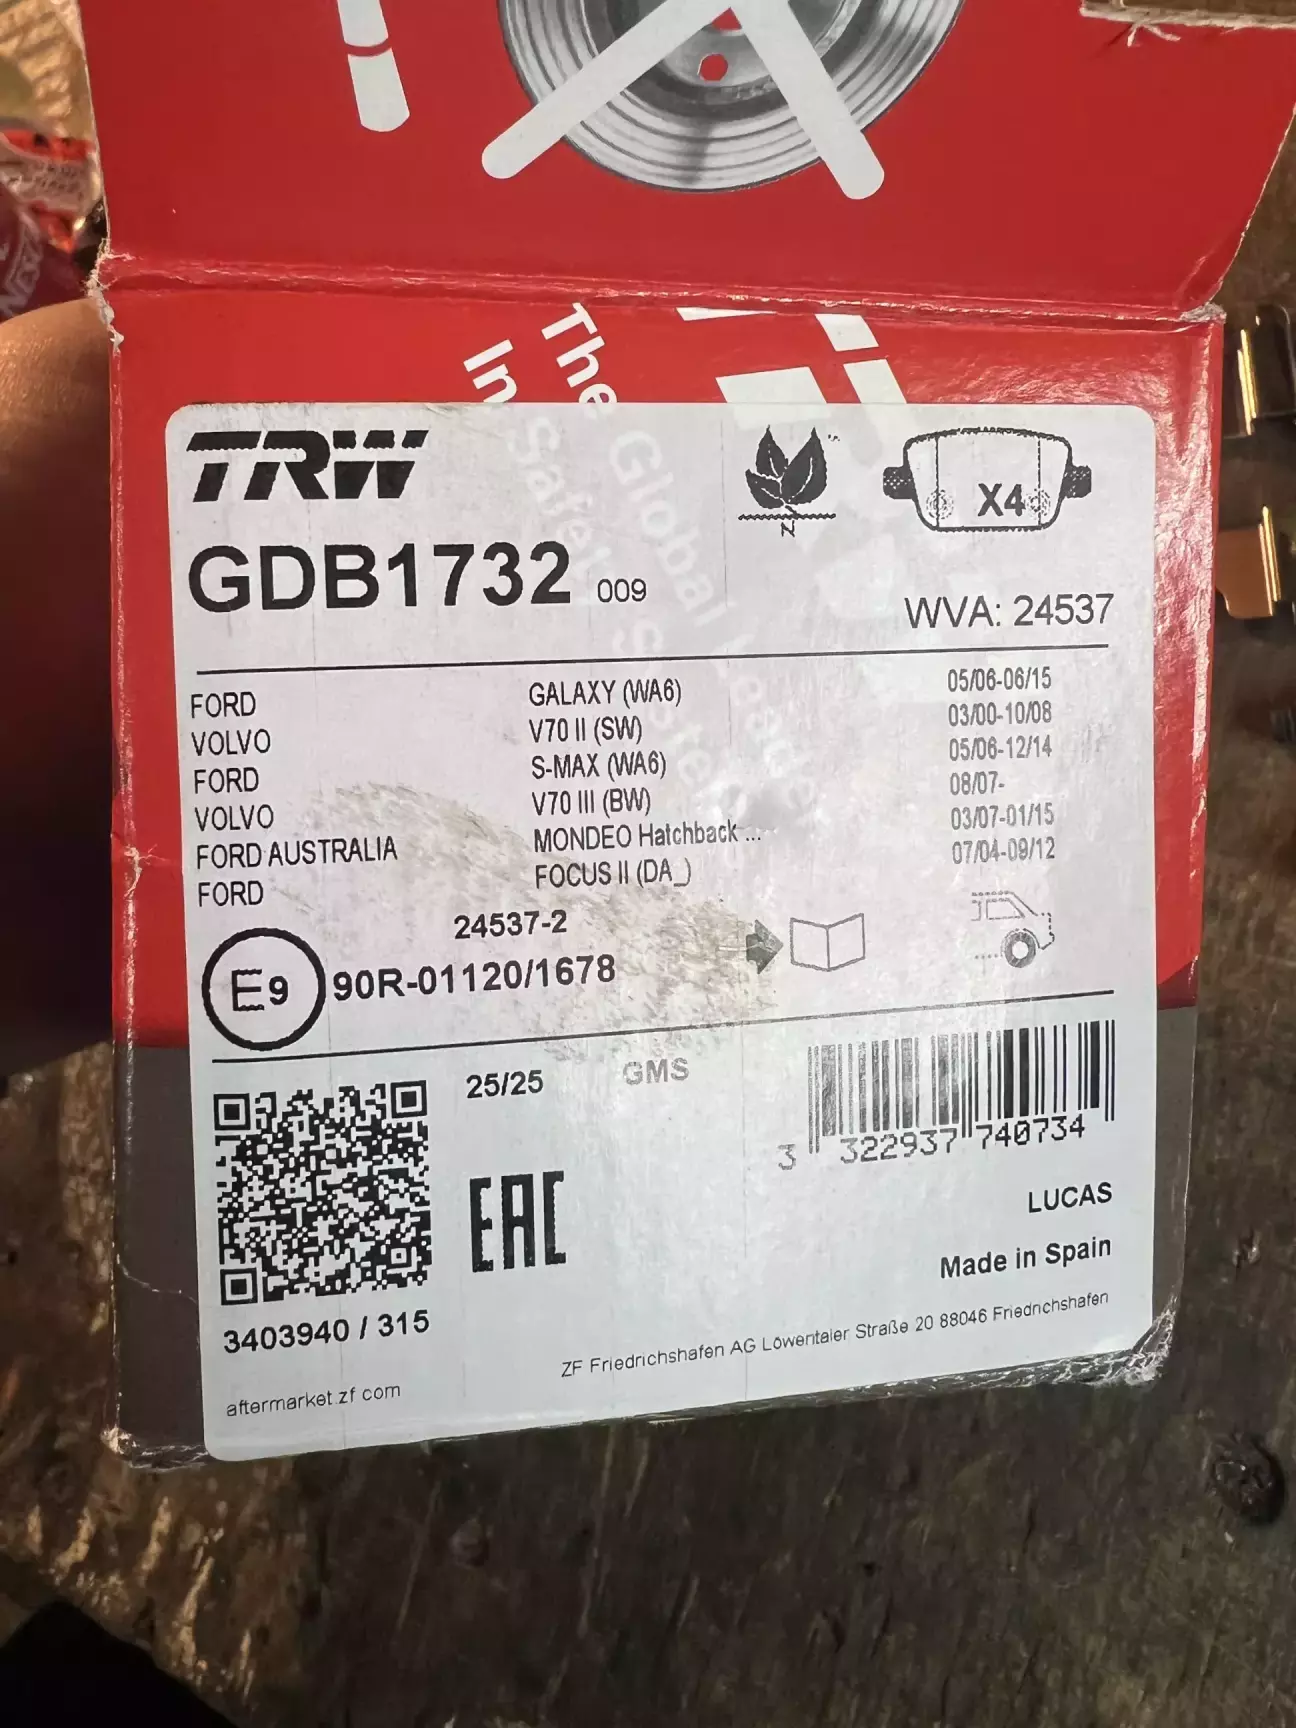 The Global Leader
In Safety Systems
TRW
X4
GDB1732 009
WVA: 24537
FORD GALAXY (WA6) 05/06-06/15
VOLVO V70 II (SW) 03/00-10/08
FORD S-MAX (WA6) 05/06-12/14
VOLVO V70 III (BW) 08/07-
FORD AUSTRALIA MONDEO Hatchback ... 03/07-01/15
FORD FOCUS II (DA_) 07/04-09/12
24537-2
E9 90R-01120/1678
25/25 GMS
3 322937 740734
EAC
LUCAS
Made in Spain
3403940 / 315
ZF Friedrichshafen AG Löwentaler Straße 20 88046 Friedrichshafen
aftermarket.zf.com